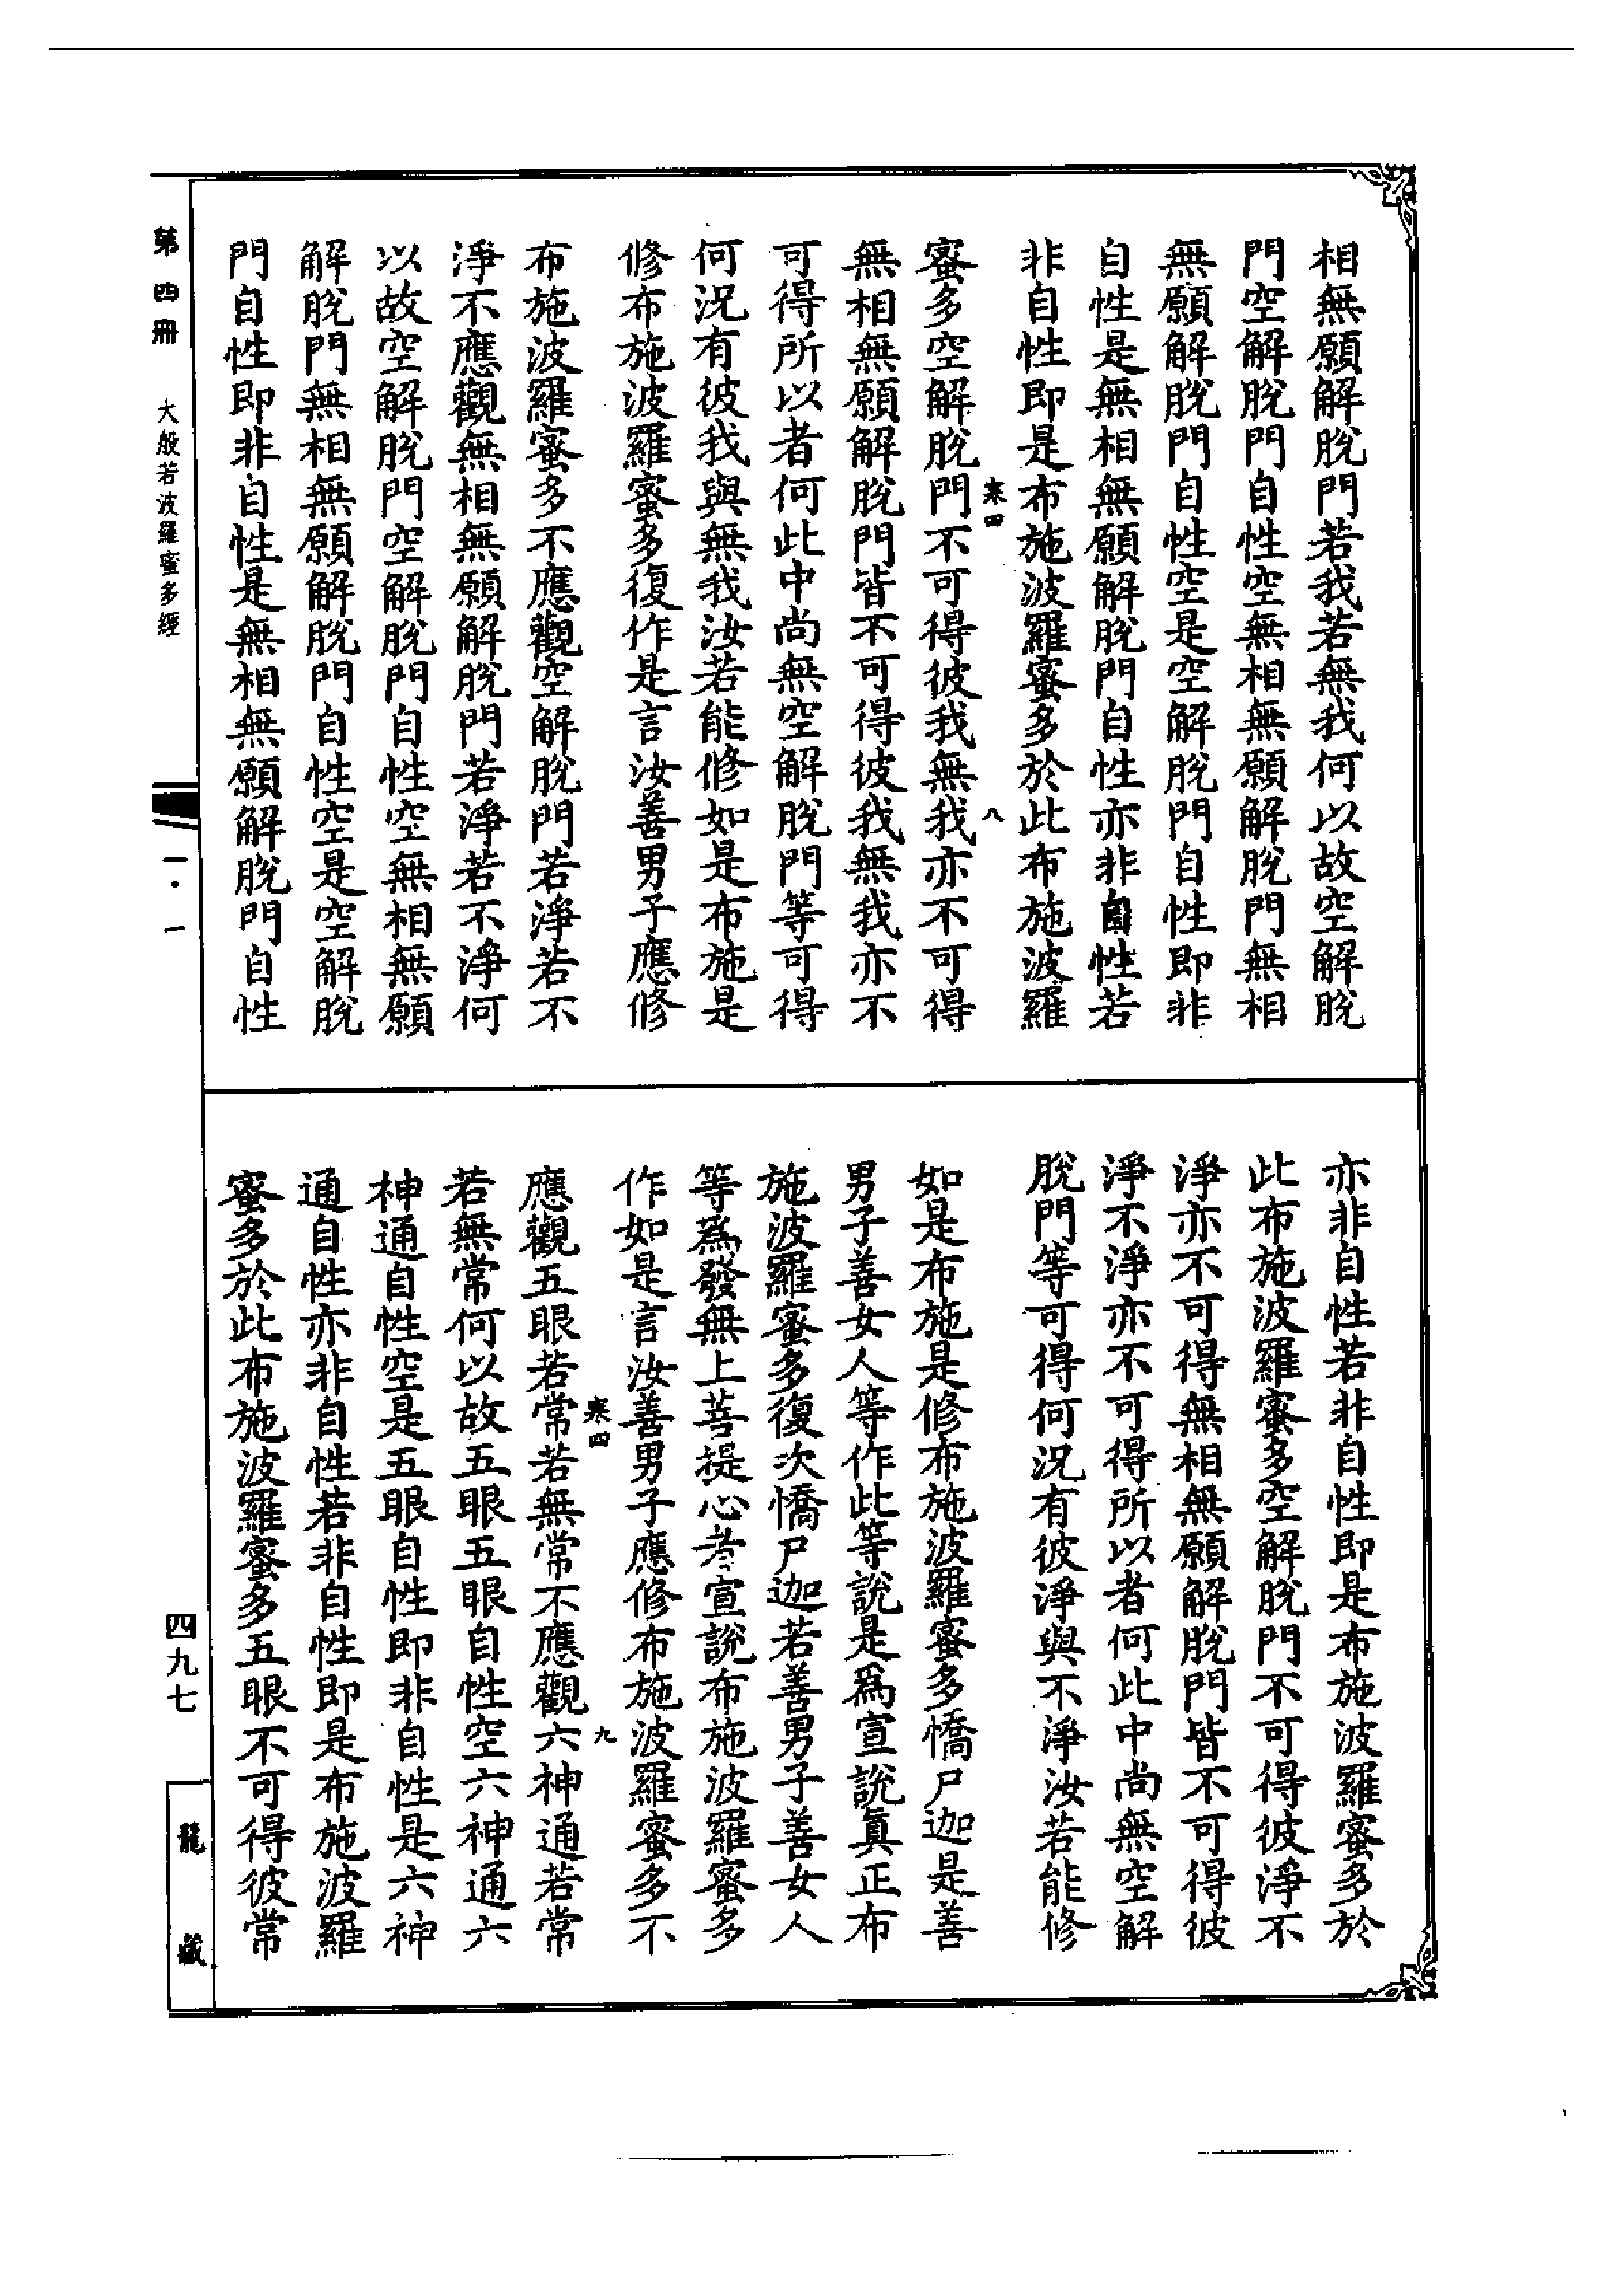 相無願解脫門若我若無我何以故空解脫
門空解脫門自性空無相無願解脫門無相
無願解脫門自性空是空解脫門自性即非
自性是無相無願解脫門自性亦非自性若
非自性即是布施波羅蜜多於此布施波羅
寒四 八
蜜多空解脫門不可得彼我無我亦不可得
無相無願解脫門皆不可得彼我無我亦不
可得所以者何此中尚無空解脫門等可得
何況有彼我與無我汝若能修如是布施是
修布施波羅蜜多復作是言汝善男子應修
布施波羅蜜多不應觀空解脫門若淨若不
淨不應觀無相無願解脫門若淨若不淨何
以故空解脫門空解脫門自性空無相無願
解脫門無相無願解脫門自性空是空解脫
門自性即非自性是無相無願解脫門自性
亦非自性若非自性即是布施波羅蜜多於
此布施波羅蜜多空解脫門不可得彼淨不
淨亦不可得無相無願解脫門皆不可得彼
淨不淨亦不可得所以者何此中尚無空解
脫門等可得何況有彼淨與不淨汝若能修
如是布施是修布施波羅蜜多憍尸迦是善
男子善女人等作此等說是為宣說真正布
施波羅蜜多復次憍尸迦若善男子善女人
等為發無上菩提心者宣說布施波羅蜜多
作如是言汝善男子應修布施波羅蜜多不
寒四 九
應觀五眼若常若無常不應觀六神通若常
若無常何以故五眼五眼自性空六神通六
神通自性空是五眼自性即非自性是六神
通自性亦非自性若非自性即是布施波羅
蜜多於此布施波羅蜜多五眼不可得彼常
第四冊 大般若波羅蜜多經
一·一
四九七
龍藏